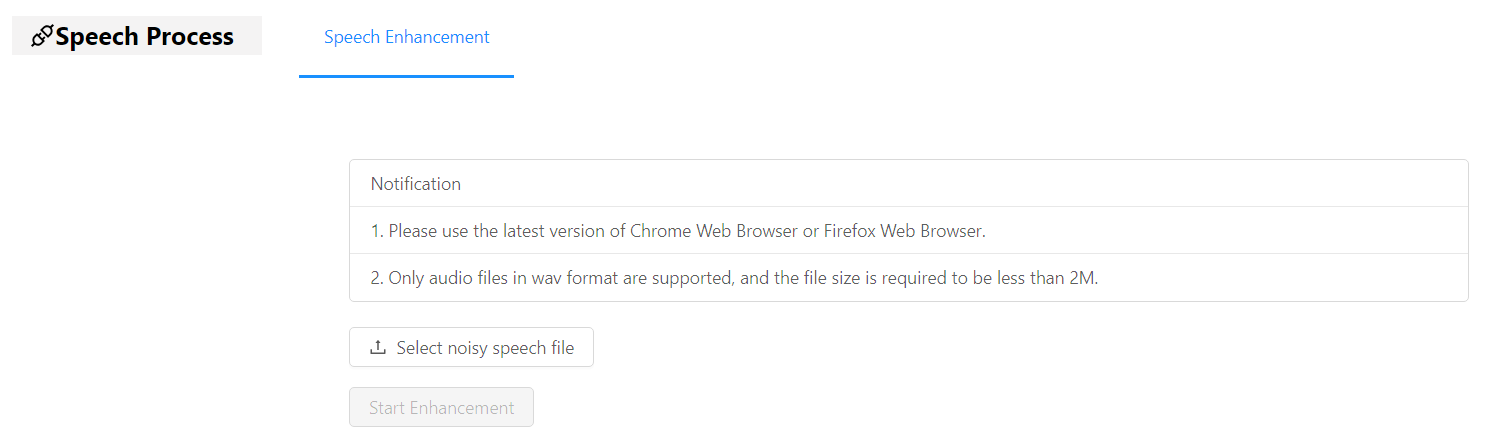 Speech Process
Speech Enhancement
Notification
1. Please use the latest version of Chrome Web Browser or Firefox Web Browser.
2. Only audio files in wav format are supported, and the file size is required to be less than 2M.
Select noisy speech file
Start Enhancement